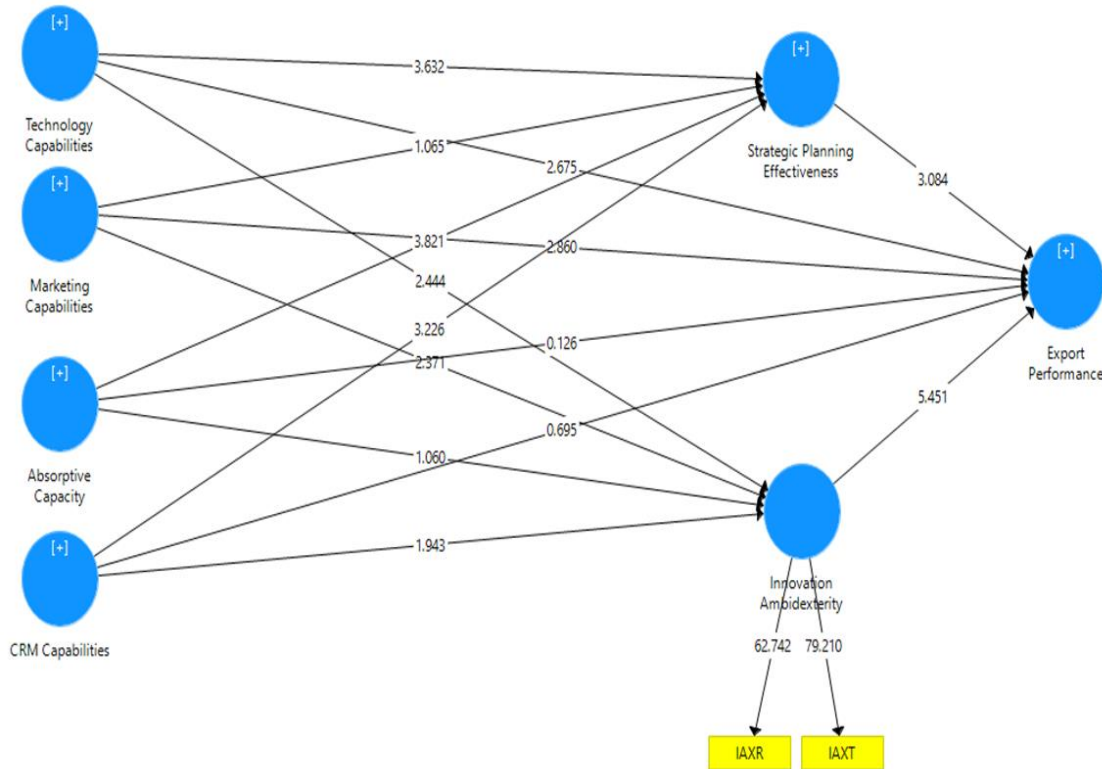 [+]
Technology
Capabilities
[+]
Marketing
Capabilities
[+]
Absorptive
Capacity
[+]
CRM Capabilities
3.632
1.065
2.675
3.821
2.860
2.444
3.226
2.371
0.126
0.695
1.060
1.943
[+]
Strategic Planning
Effectiveness
3.084
[+]
Export
Performance
5.451
Innovation
Ambidexterity
62.742
79.210
IAXR
IAXT